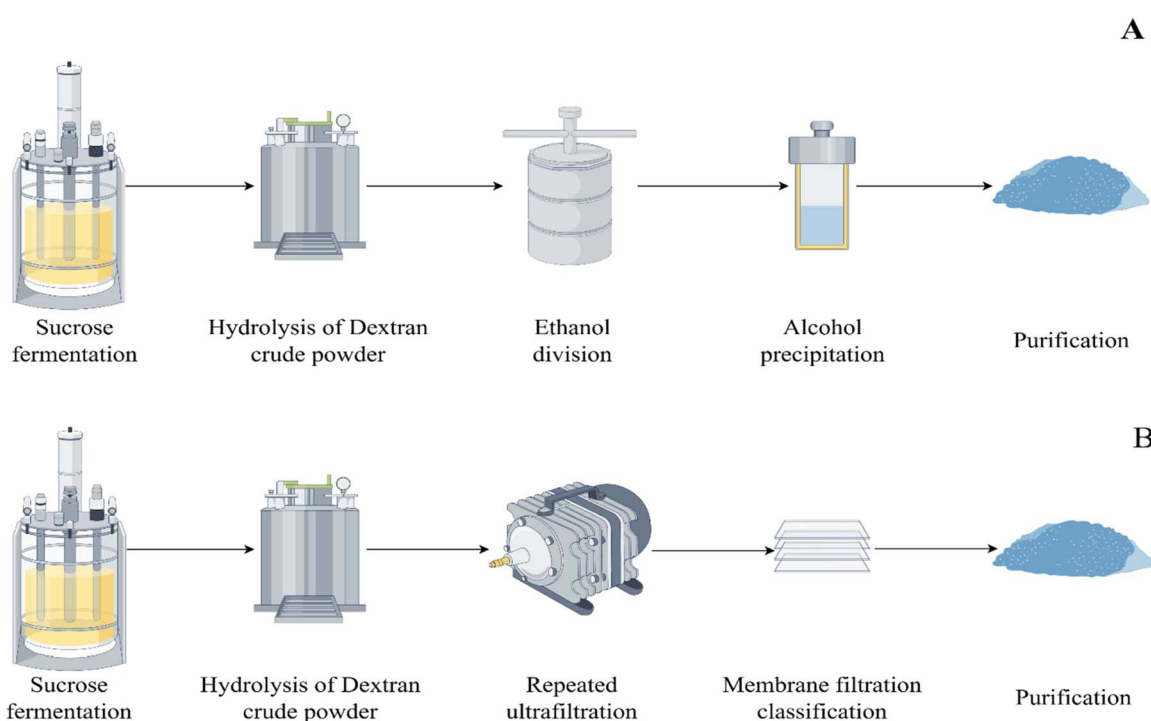 A
Sucrose
fermentation
Hydrolysis of Dextran
crude powder
Ethanol
division
Alcohol
precipitation
Purification
B
Sucrose
fermentation
Hydrolysis of Dextran
crude powder
Repeated
ultrafiltration
Membrane filtration
classification
Purification